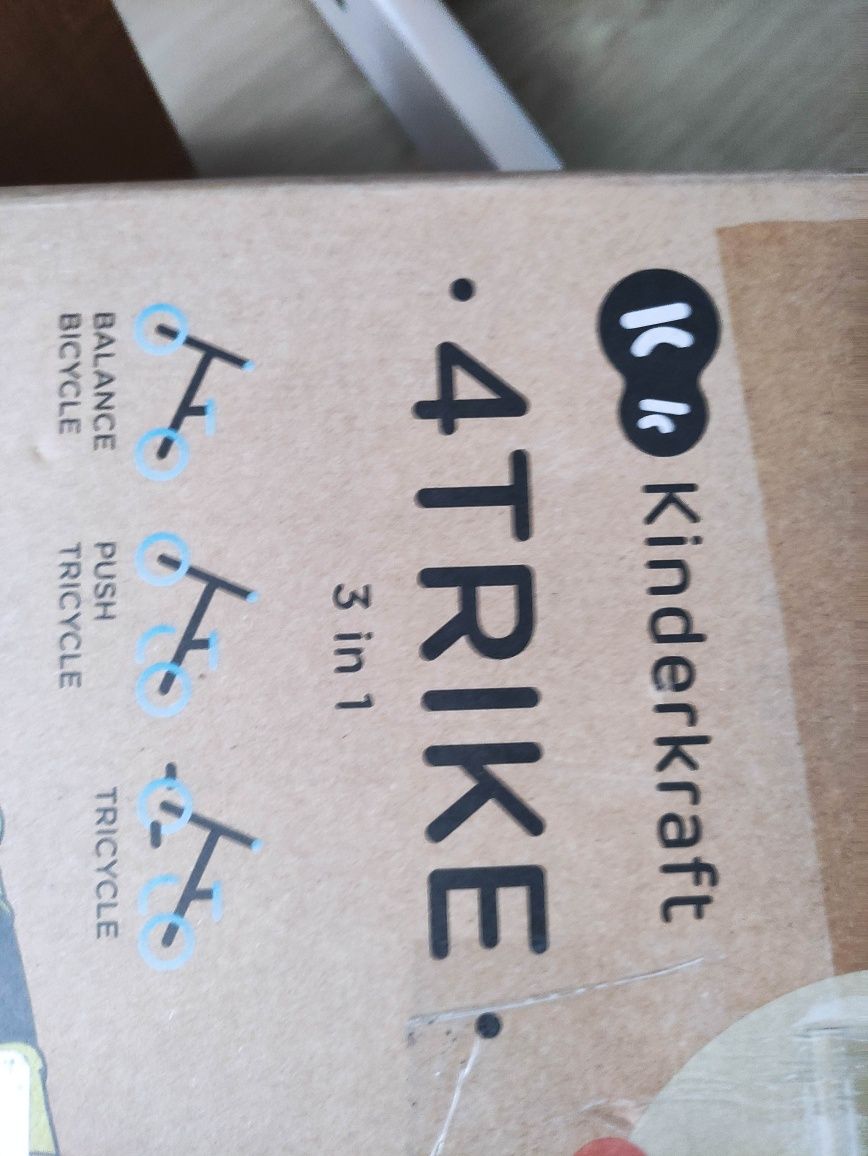 Kinderkraft
• 4TRIKE •
3 in 1
BALANCE
BICYCLE
PUSH
TRICYCLE
TRICYCLE